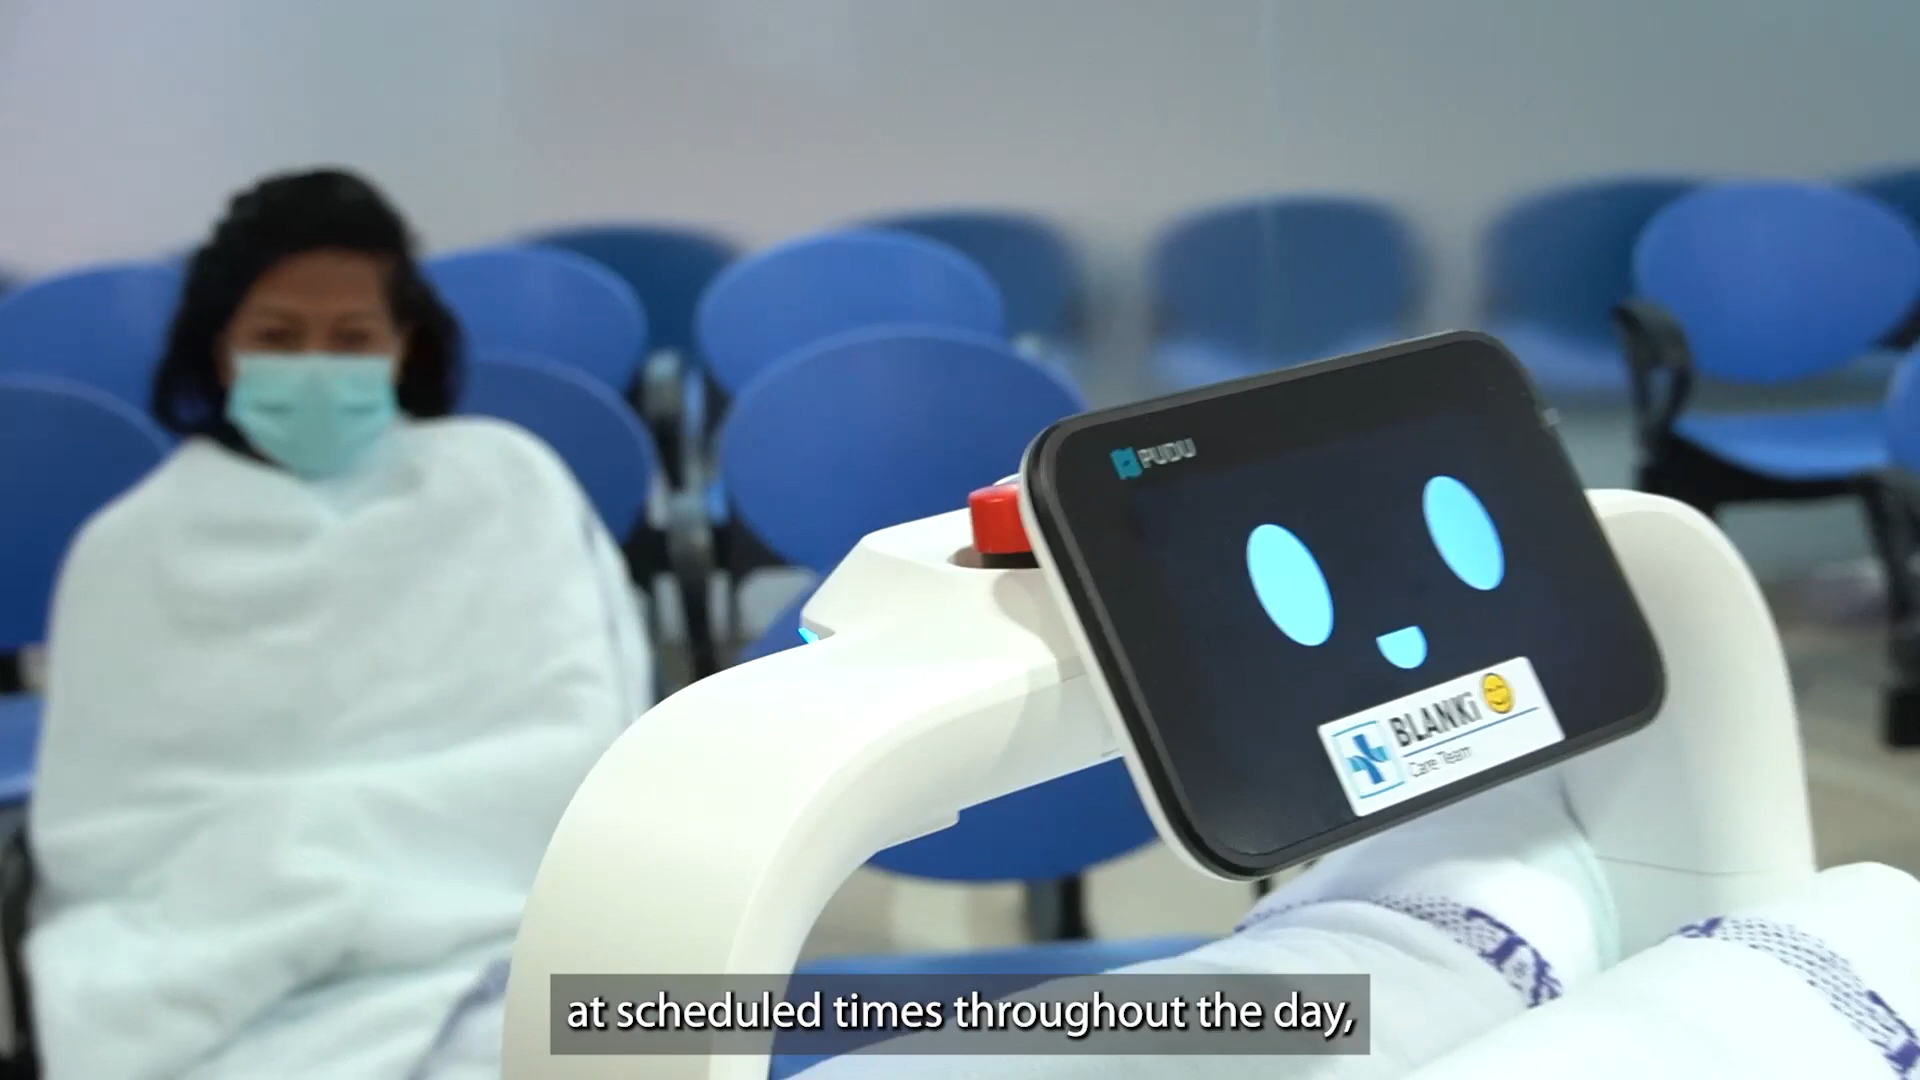 PUDU
BLANKi
Care Team
at scheduled times throughout the day,